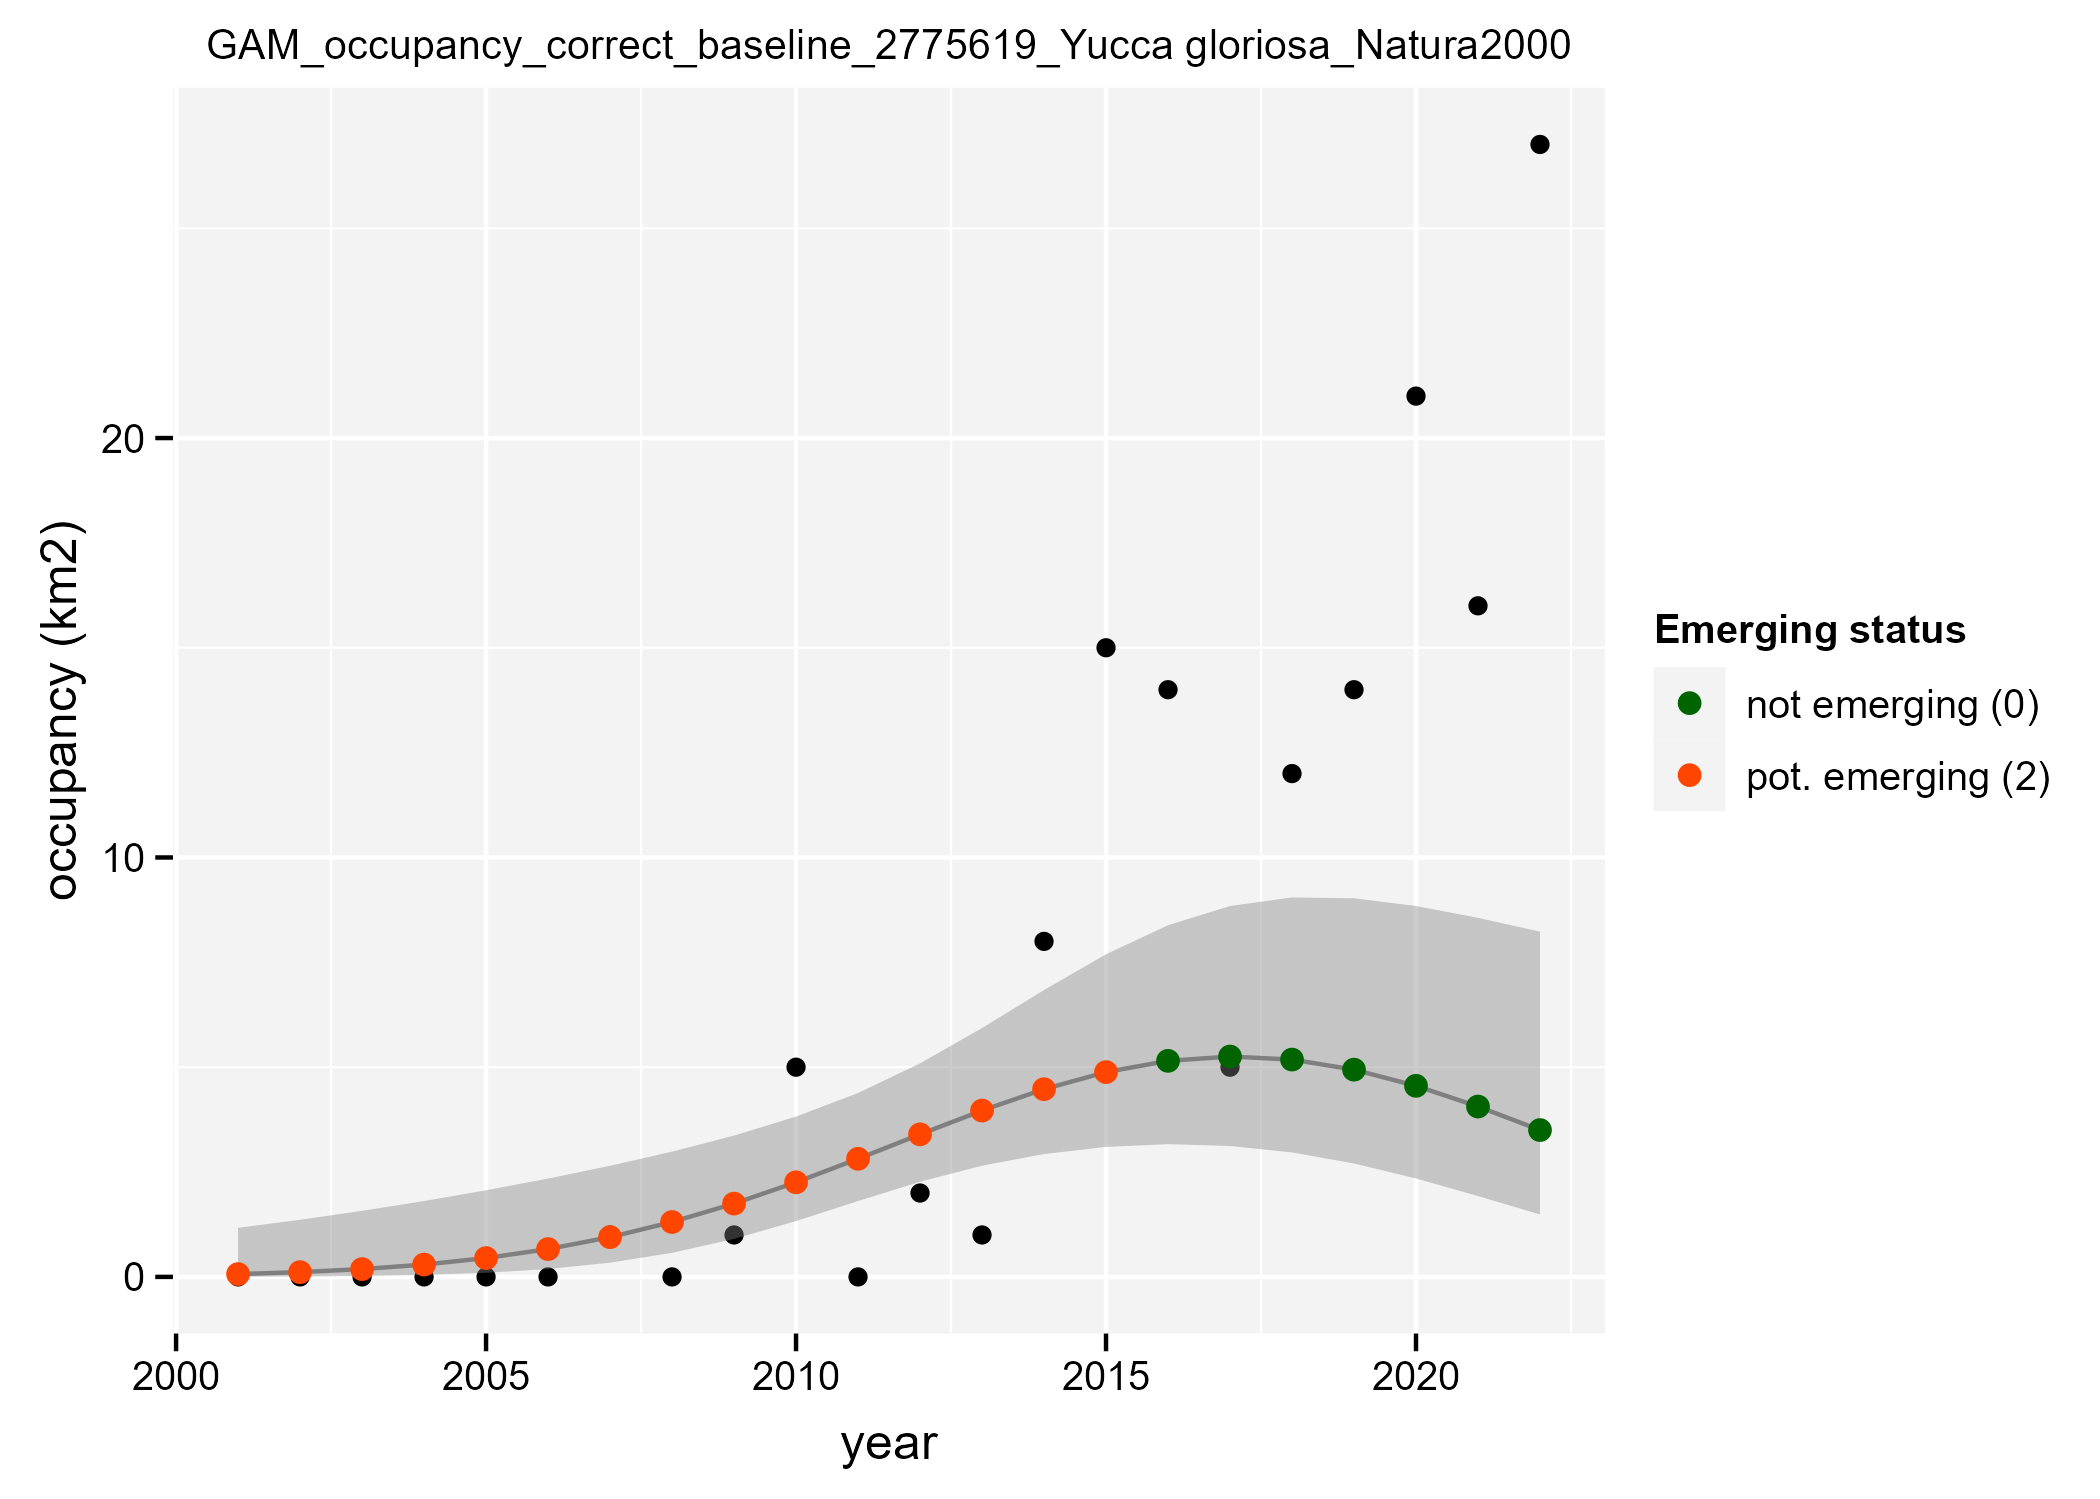 GAM_occupancy_correct_baseline_2775619_Yucca gloriosa_Natura2000
occupancy (km2)
20
10
0
2000
2005
2010
2015
2020
year
Emerging status
not emerging (0)
pot. emerging (2)